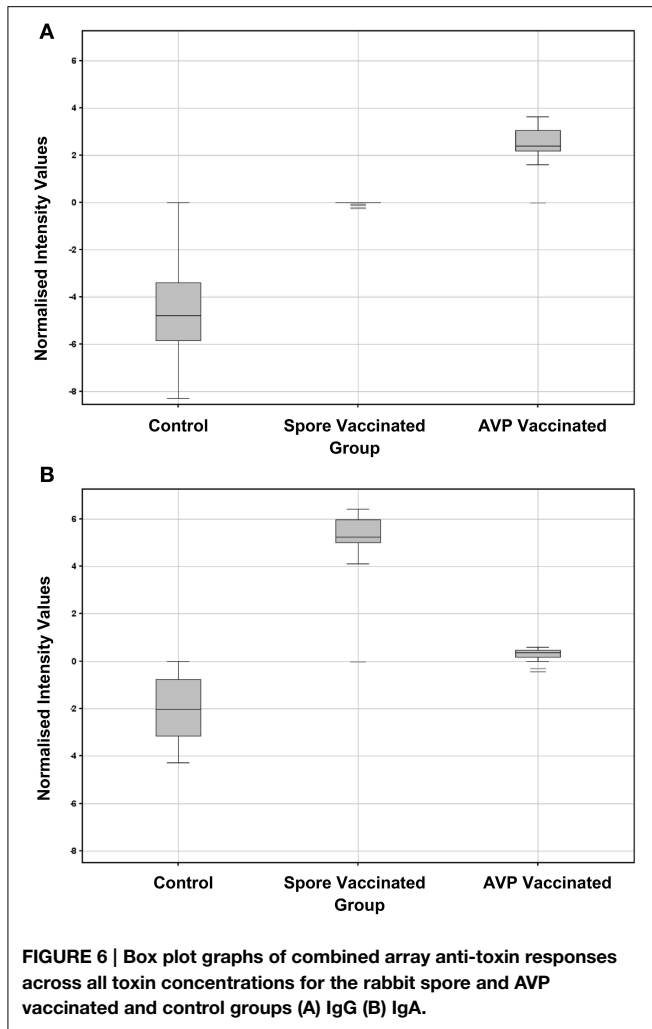 A
Normalised Intensity Values
6
4
2
0
-2
-4
-6
-8
Control
Spore Vaccinated
AVP Vaccinated
Group
B
Normalised Intensity Values
6
4
2
0
-2
-4
-6
-8
Control
Spore Vaccinated
AVP Vaccinated
Group
FIGURE 6 | Box plot graphs of combined array anti-toxin responses
across all toxin concentrations for the rabbit spore and AVP
vaccinated and control groups (A) IgG (B) IgA.